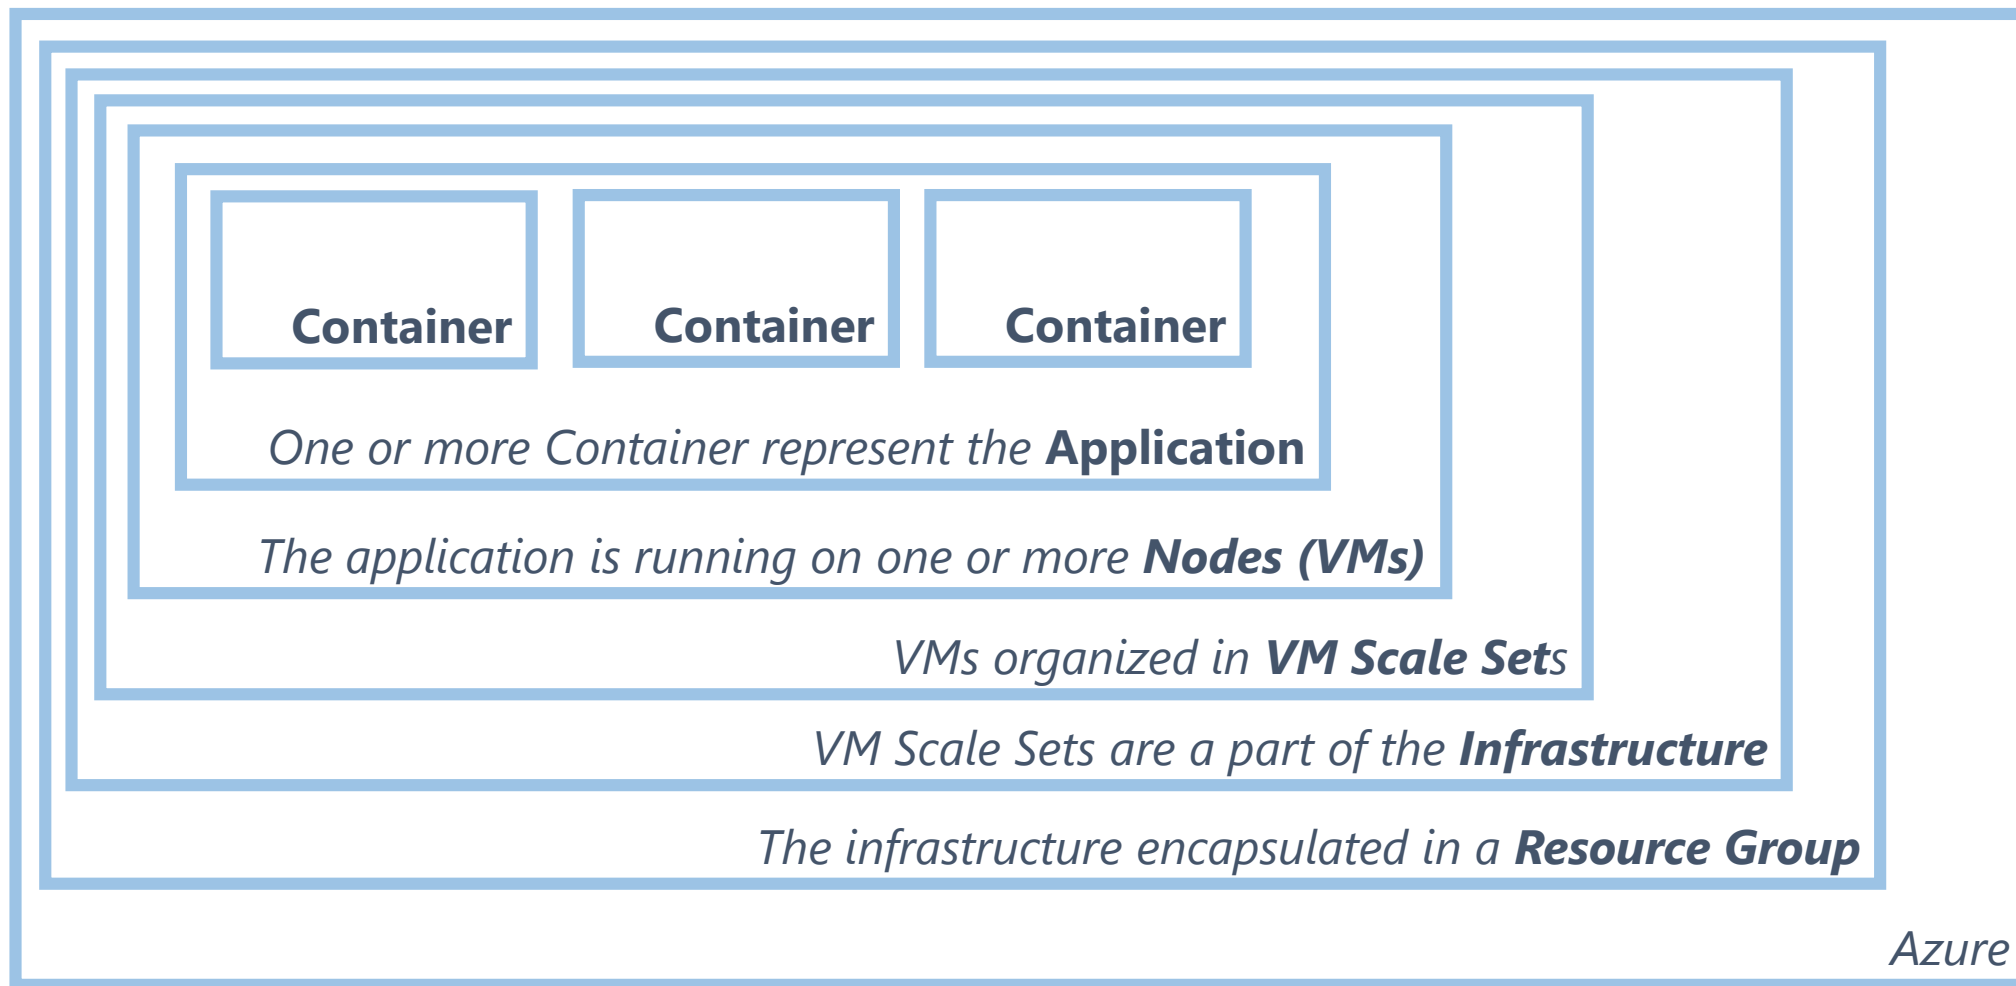 Container
Container
Container
One or more Container represent the Application
The application is running on one or more Nodes (VMs)
VMs organized in VM Scale Sets
VM Scale Sets are a part of the Infrastructure
The infrastructure encapsulated in a Resource Group
Azure